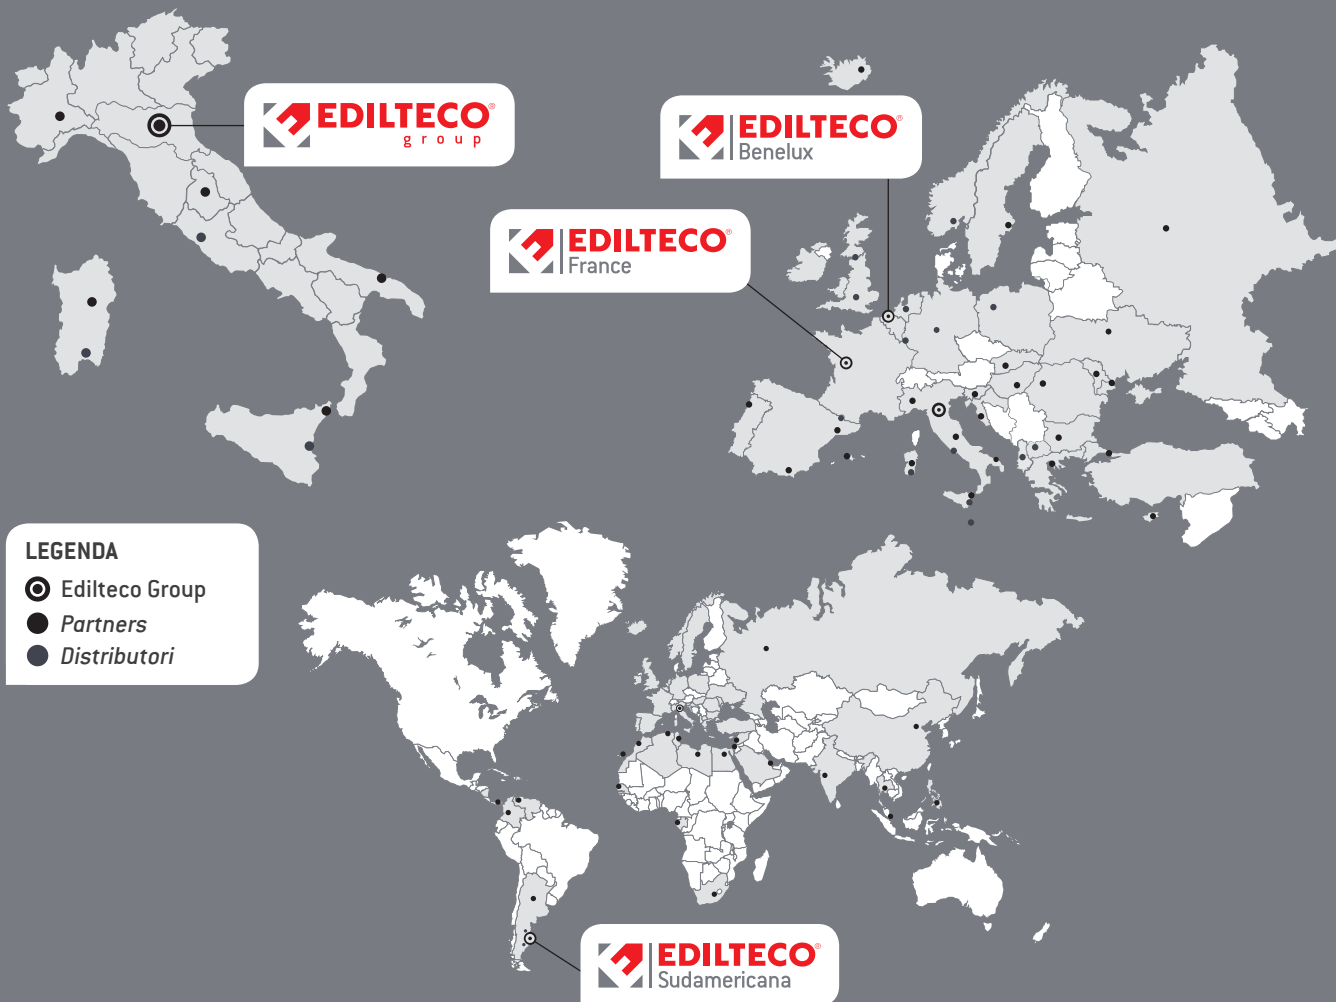 EDILTECO®
group
EDILTECO®
Benelux
EDILTECO®
France
LEGENDA
Edilteco Group
Partners
Distributori
EDILTECO®
Sudamericana